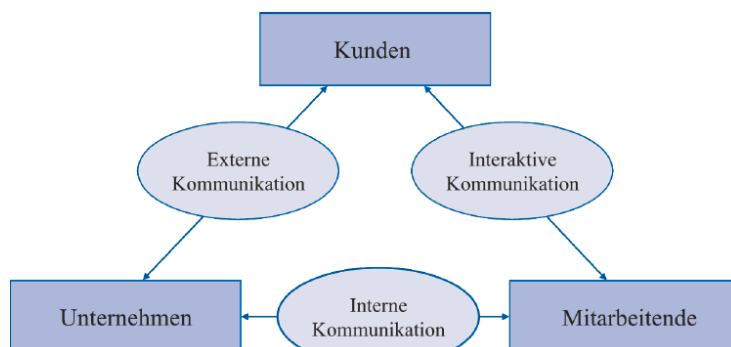 Kunden
Externe
Kommunikation
Interaktive
Kommunikation
Unternehmen
Interne
Kommunikation
Mitarbeitende